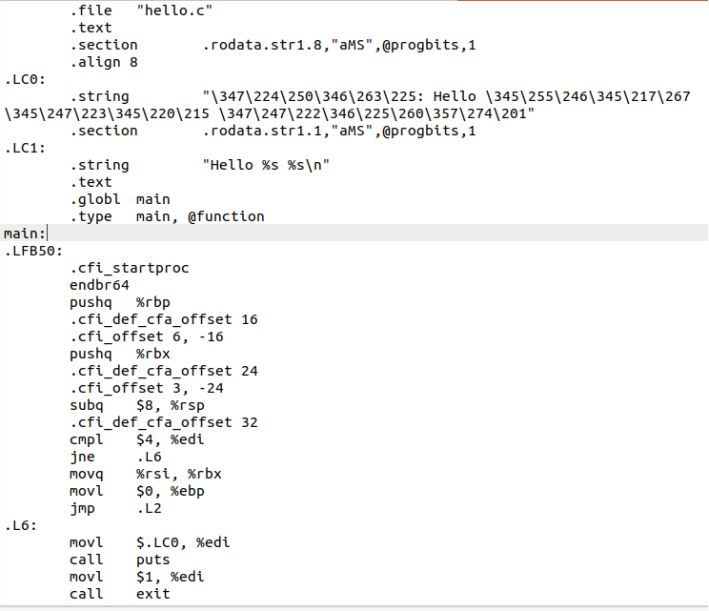 .file "hello.c"
.text
.section .rodata.str1.8,"aMS",@progbits,1
.align 8
.LC0:
.string "\347\224\250\346\263\225: Hello \345\255\246\345\217\267
\345\247\223\345\220\215 \347\247\222\346\225\260\357\274\201"
.section .rodata.str1.1,"aMS",@progbits,1
.LC1:
.string "Hello %s %s\n"
.text
.globl main
.type main, @function
main:
.LFB50:
.cfi_startproc
endbr64
pushq %rbp
.cfi_def_cfa_offset 16
.cfi_offset 6, -16
pushq %rbx
.cfi_def_cfa_offset 24
.cfi_offset 3, -24
subq $8, %rsp
.cfi_def_cfa_offset 32
cmpl $4, %edi
jne .L6
movq %rsi, %rbx
movl $0, %ebp
jmp .L2
.L6:
movl $.LC0, %edi
call puts
movl $1, %edi
call exit